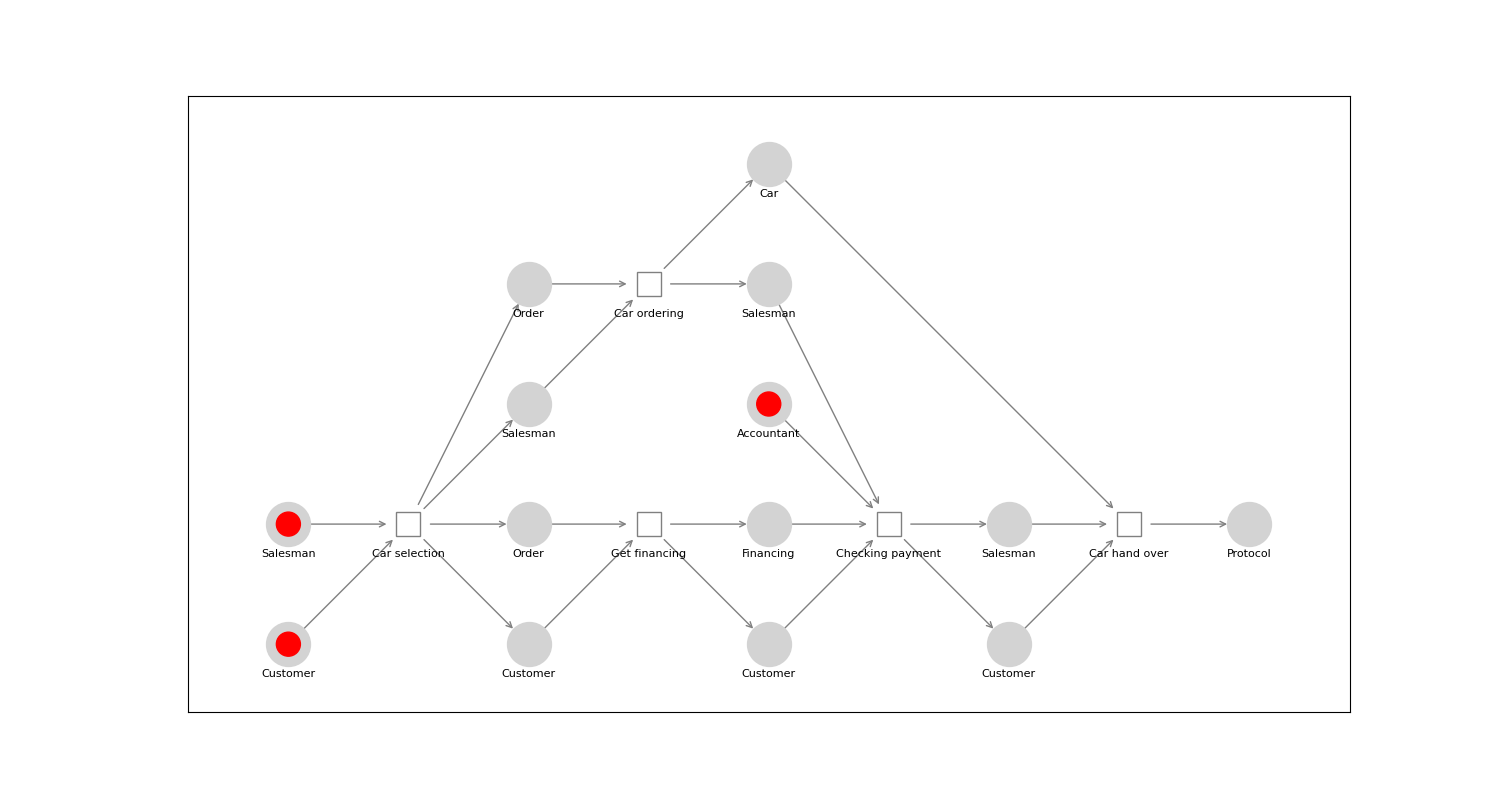 Car
Order
Car ordering
Salesman
Salesman
Accountant
Salesman
Car selection
Order
Get financing
Financing
Checking payment
Salesman
Car hand over
Protocol
Customer
Customer
Customer
Customer